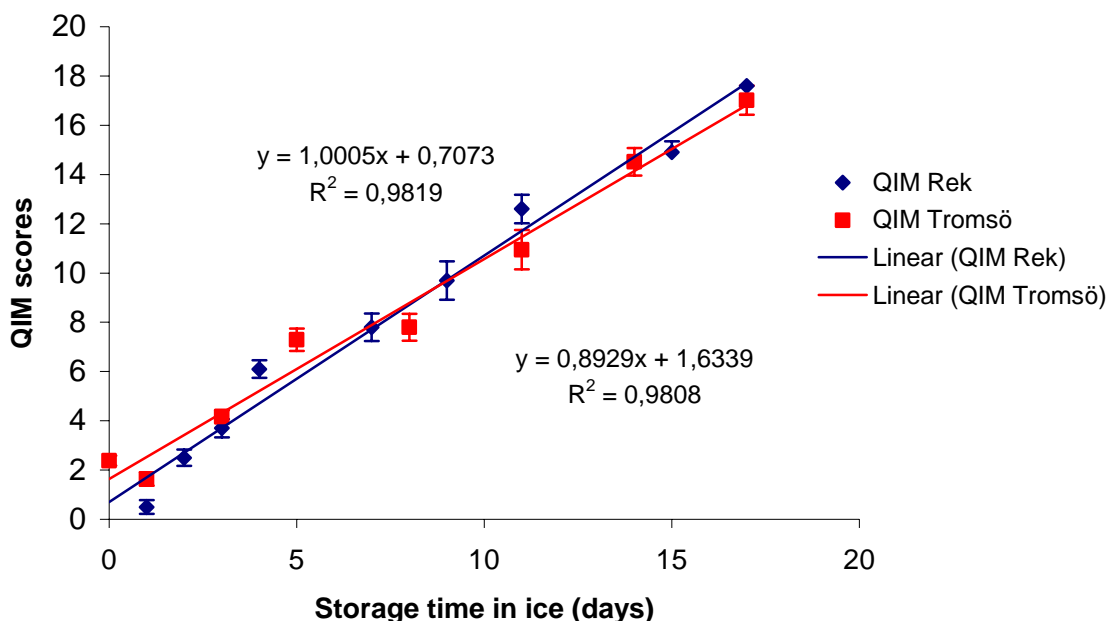 20
18
16
14
12
10
8
6
4
2
0
QIM scores
y = 1,0005x + 0,7073
R² = 0,9819
y = 0,8929x + 1,6339
R² = 0,9808
0 5 10 15 20
Storage time in ice (days)
QIM Rek
QIM Tromsö
Linear (QIM Rek)
Linear (QIM Tromsö)